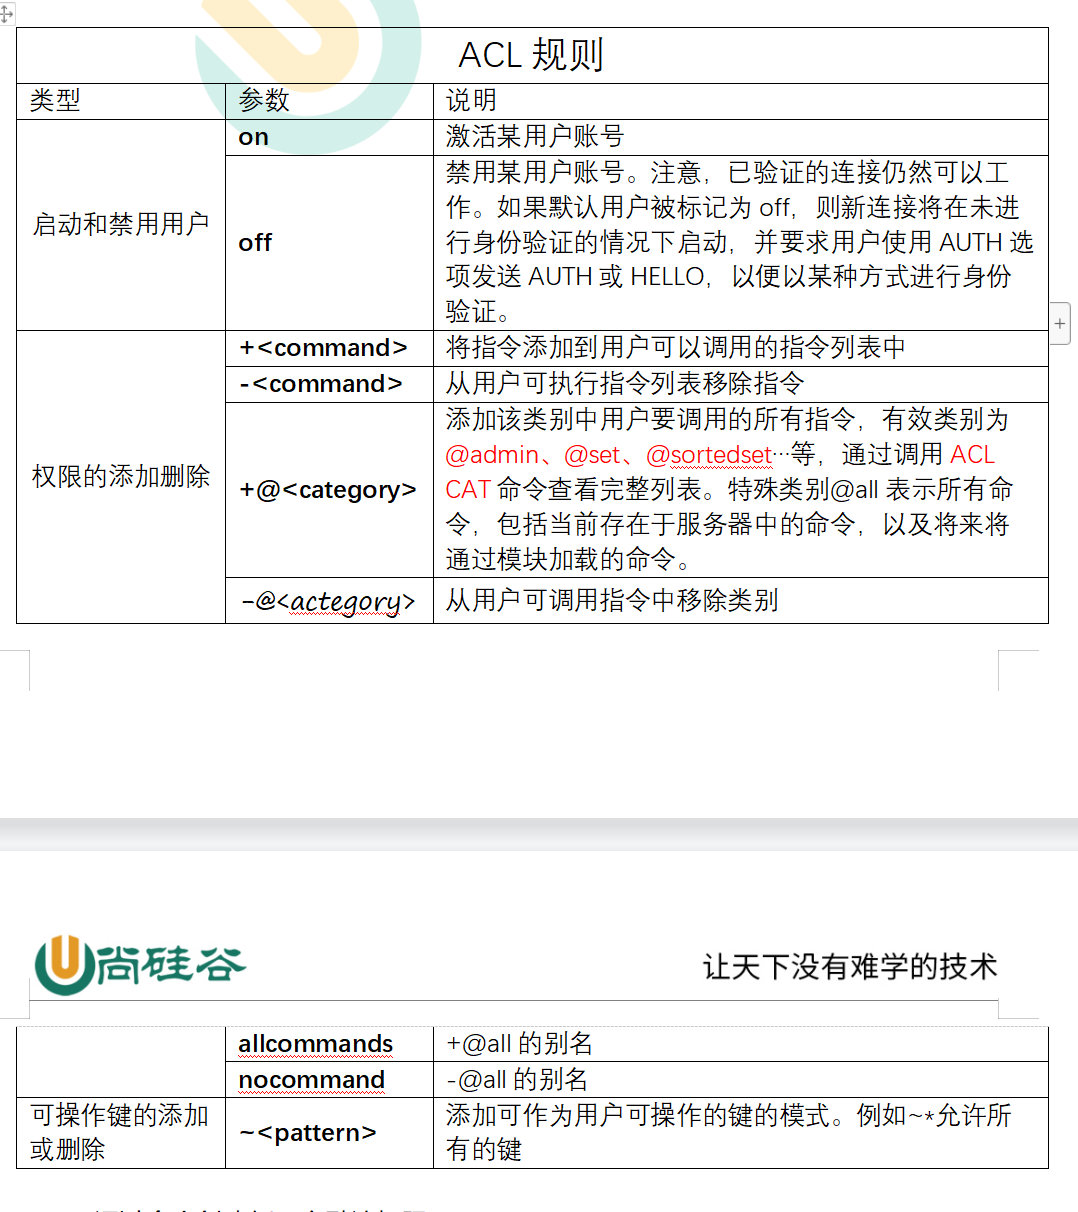 ACL 规则
类型 参数 说明
启动和禁用用户
on
激活某用户账号
off
禁用某用户账号。注意，已验证的连接仍然可以工
作。如果默认用户被标记为 off，则新连接将在未进
行身份验证的情况下启动，并要求用户使用 AUTH 选
项发送 AUTH 或 HELLO，以便以某种方式进行身份
验证。
权限的添加删除
+<command>
将指令添加到用户可以调用的指令列表中
-<command>
从用户可执行指令列表移除指令
+@<category>
添加该类别中用户要调用的所有指令，有效类别为
@admin、@set、@sortedset…等，通过调用 ACL
CAT 命令查看完整列表。特殊类别@all 表示所有命
令，包括当前存在于服务器中的命令，以及将来将
通过模块加载的命令。
-@<actegory>
从用户可调用指令中移除类别
尚硅谷
让天下没有难学的技术
allcommands
+@all 的别名
nocommand
-@all 的别名
可操作键的添加
或删除
~<pattern>
添加可作为用户可操作的键的模式。例如~*允许所
有的键